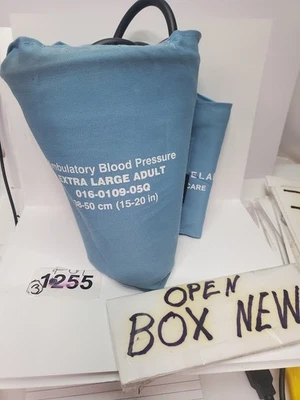 mbulatory Blood Pressure
EXTRA LARGE ADULT
016-0109-05Q
38-50 cm (15-20 in)
ELA
CARE
3
1255
OPEN
BOX NEW